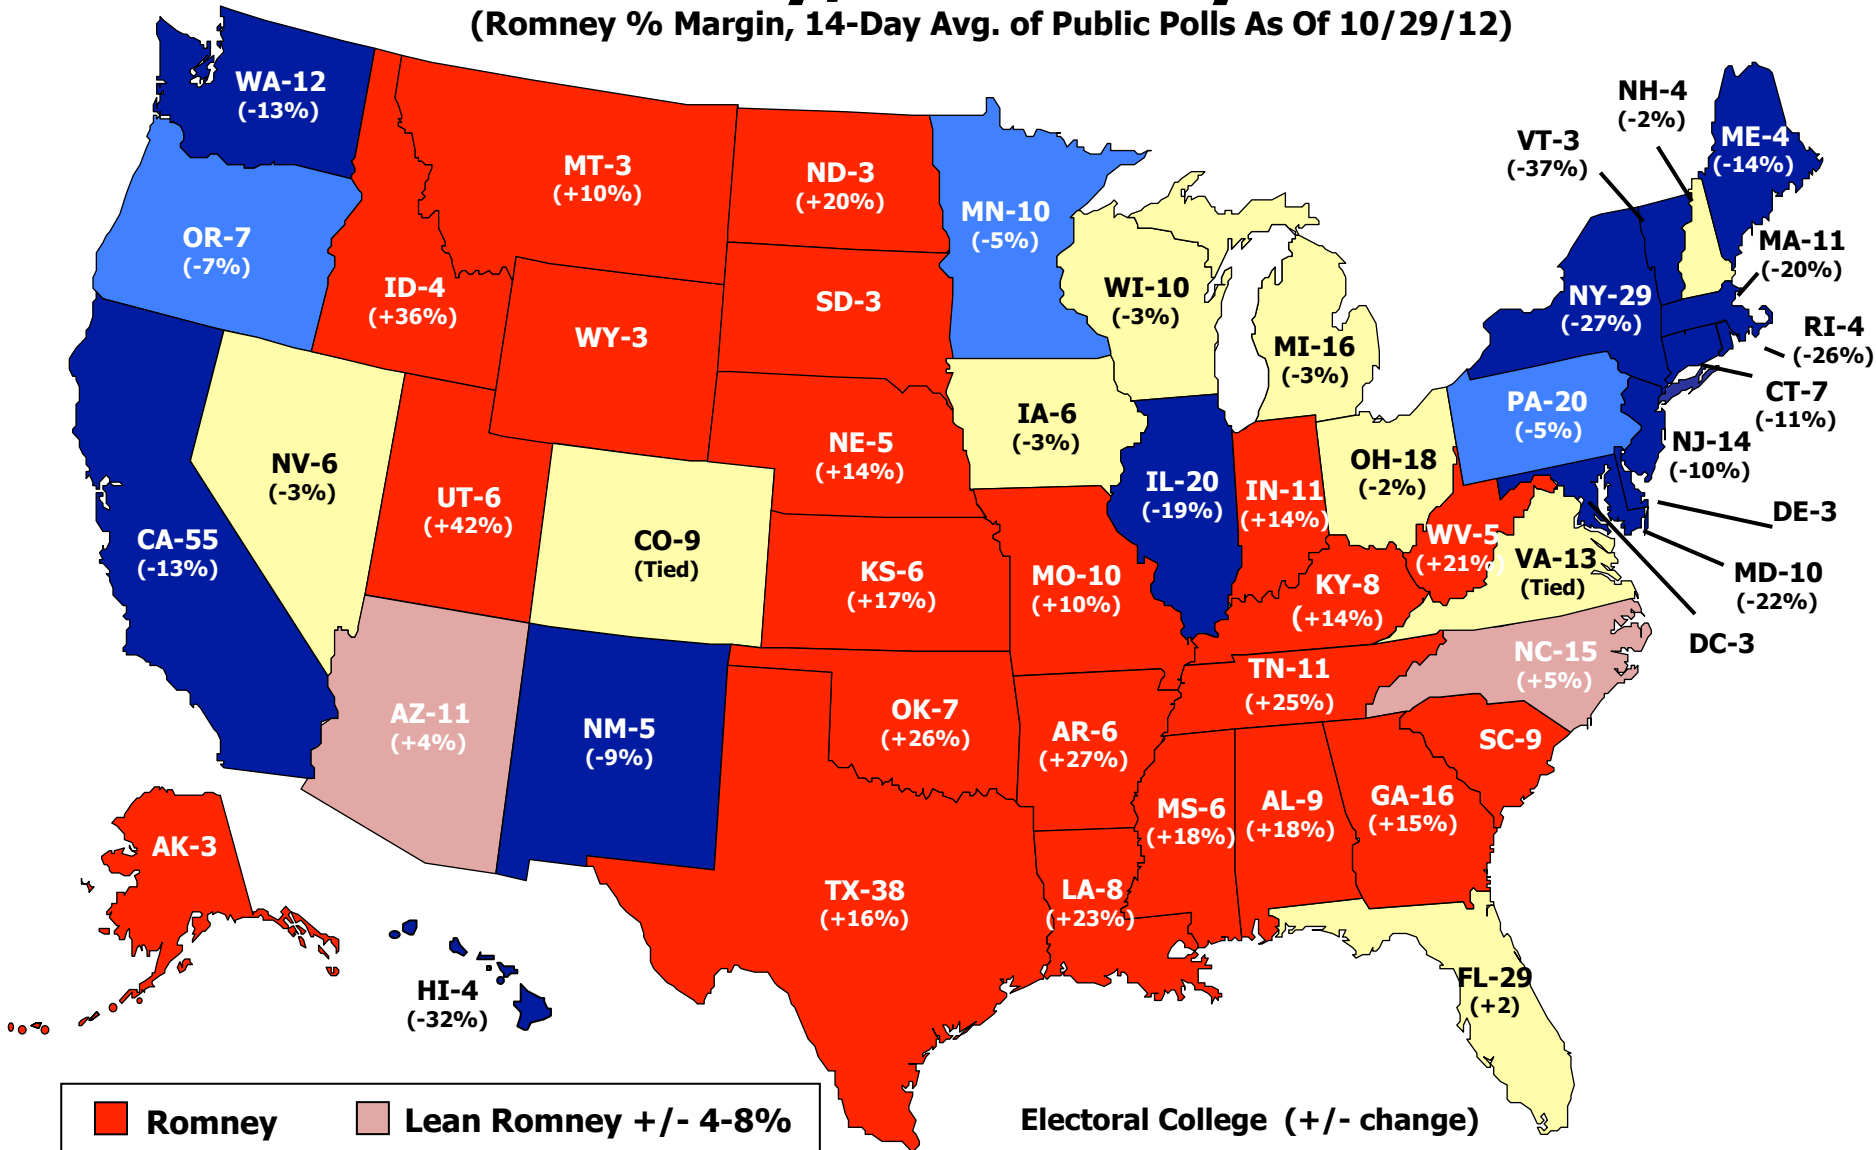 (Romney % Margin, 14-Day Avg. of Public Polls As Of 10/29/12)
WA-12
(-13%)
OR-7
(-7%)
CA-55
(-13%)
NV-6
(-3%)
ID-4
(+36%)
MT-3
(+10%)
WY-3
UT-6
(+42%)
AZ-11
(+4%)
CO-9
(Tied)
NM-5
(-9%)
ND-3
(+20%)
SD-3
NE-5
(+14%)
KS-6
(+17%)
OK-7
(+26%)
TX-38
(+16%)
MN-10
(-5%)
IA-6
(-3%)
MO-10
(+10%)
AR-6
(+27%)
LA-8
(+23%)
WI-10
(-3%)
IL-20
(-19%)
MI-16
(-3%)
IN-11
(+14%)
OH-18
(-2%)
KY-8
(+14%)
TN-11
(+25%)
MS-6
(+18%)
AL-9
(+18%)
GA-16
(+15%)
FL-29
(+2)
SC-9
NC-15
(+5%)
VA-13
(Tied)
WV-5
(+21%)
PA-20
(-5%)
NY-29
(-27%)
VT-3
(-37%)
NH-4
(-2%)
ME-4
(-14%)
MA-11
(-20%)
RI-4
(-26%)
CT-7
(-11%)
NJ-14
(-10%)
DE-3
MD-10
(-22%)
DC-3
AK-3
HI-4
(-32%)
Romney
Lean Romney +/- 4-8%
Electoral College (+/- change)